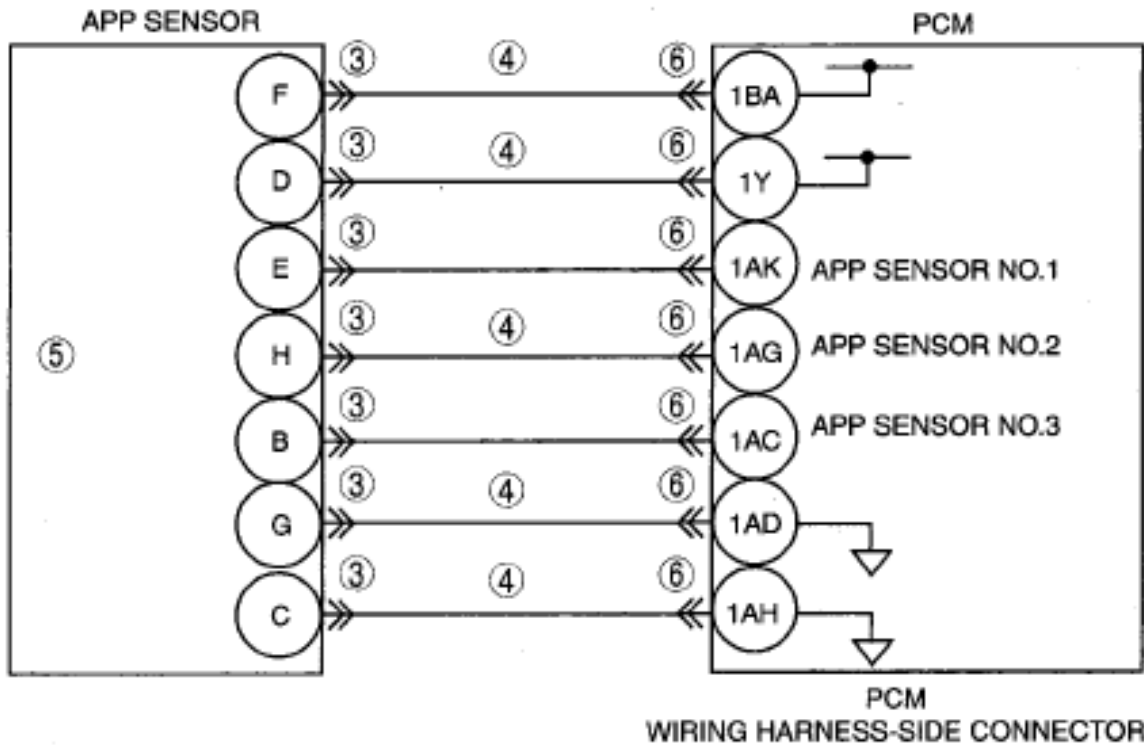 APP SENSOR
PCM
③ ④ ⑥
F 1BA
③ ④ ⑥
D 1Y
③ ⑥
E 1AK APP SENSOR NO.1
③ ④ ⑥
⑤ H 1AG APP SENSOR NO.2
③ ⑥
B 1AC APP SENSOR NO.3
③ ④ ⑥
G 1AD
③ ④ ⑥
C 1AH
PCM
WIRING HARNESS-SIDE CONNECTOR